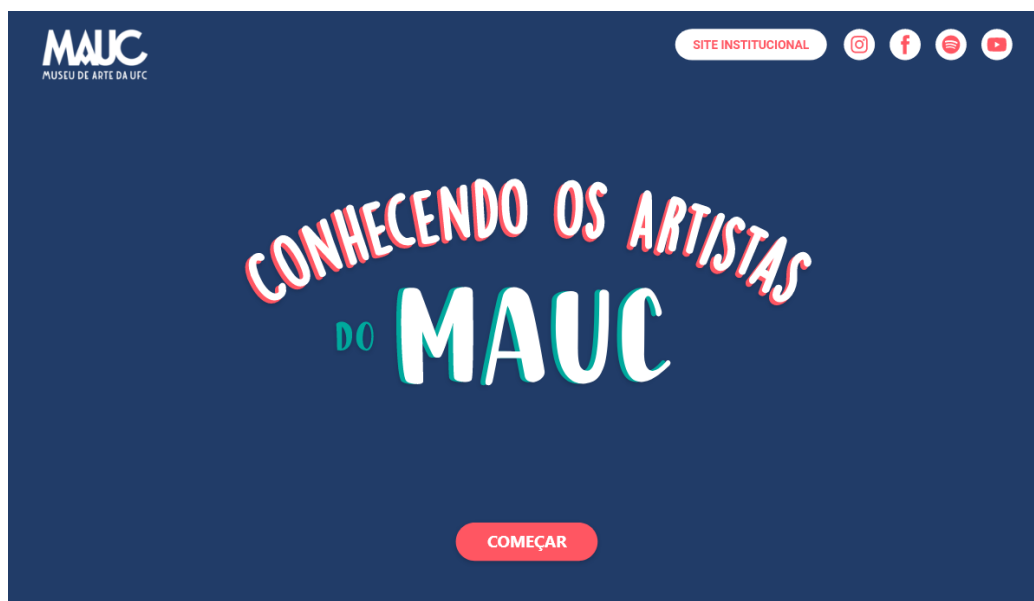 MAUC
MUSEU DE ARTE DA UFC
SITE INSTITUCIONAL
CONHECENDO OS ARTISTAS
DO MAUC
COMEÇAR